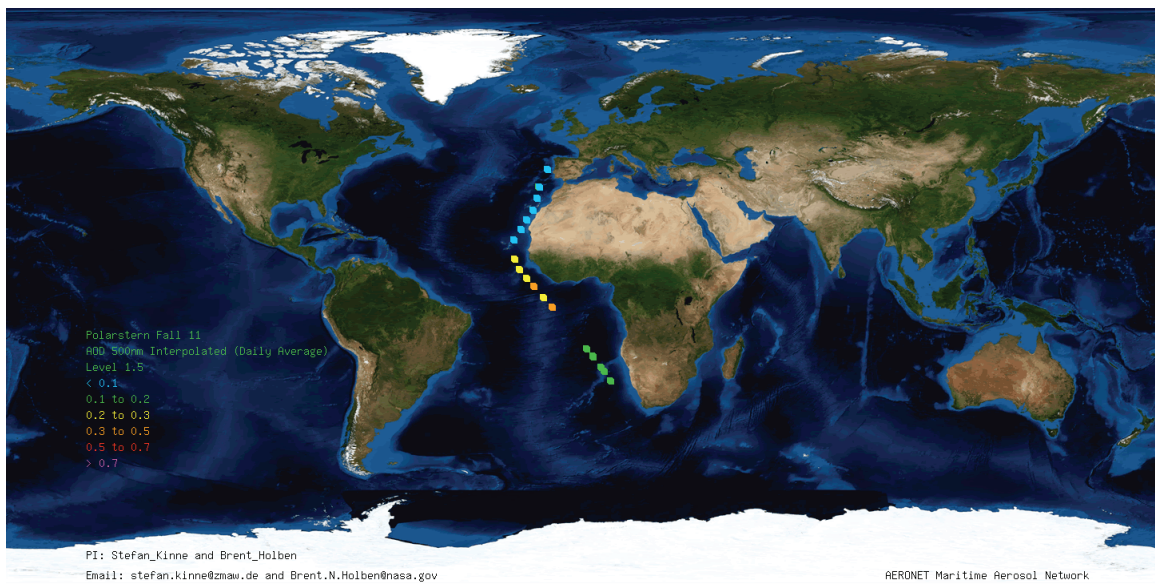 Polarstern Fall 11
AOD 500nm Interpolated (Daily Average)
Level 1.5
< 0.1
0.1 to 0.2
0.2 to 0.3
0.3 to 0.5
0.5 to 0.7
> 0.7
PI: Stefan_Kinne and Brent_Holben
Email: stefan.kinne@zmaw.de and Brent.N.Holben@nasa.gov
AERONET Maritime Aerosol Network